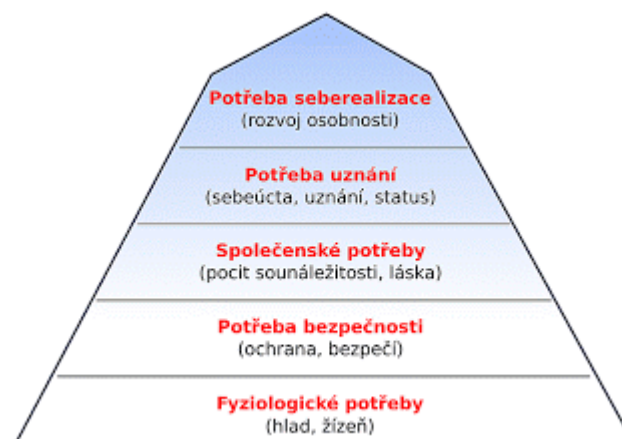 Potřeba seberealizace
(rozvoj osobnosti)
Potřeba uznání
(sebeúcta, uznání, status)
Společenské potřeby
(pocit sounáležitosti, láska)
Potřeba bezpečnosti
(ochrana, bezpečí)
Fyziologické potřeby
(hlad, žízeň)